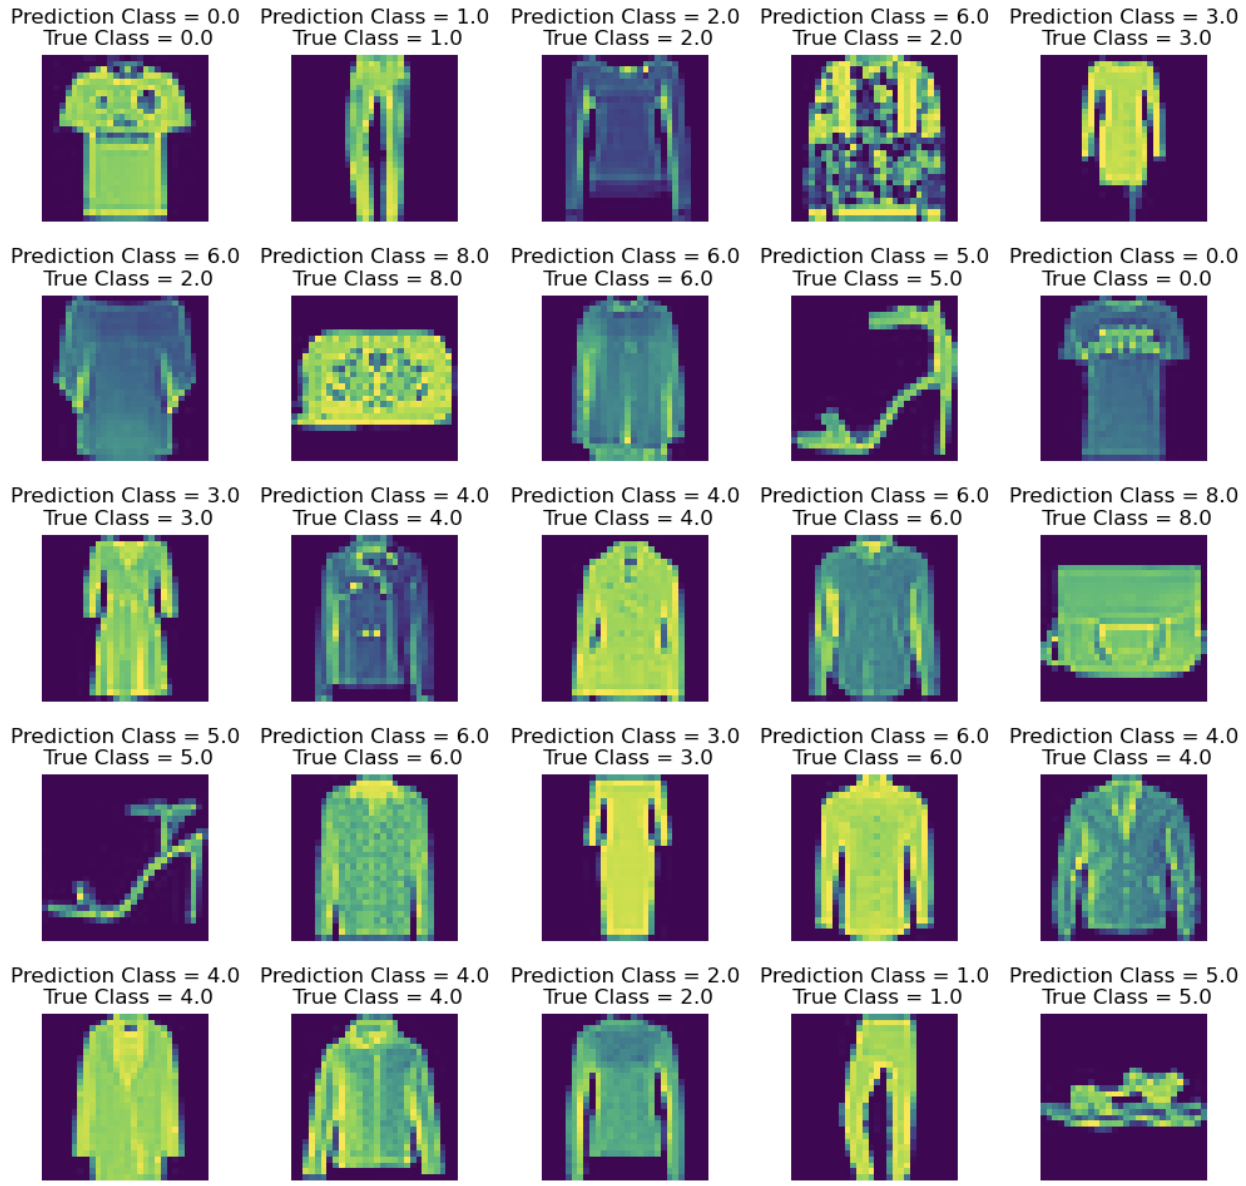 Prediction Class = 0.0
True Class = 0.0
Prediction Class = 1.0
True Class = 1.0
Prediction Class = 2.0
True Class = 2.0
Prediction Class = 6.0
True Class = 2.0
Prediction Class = 3.0
True Class = 3.0
Prediction Class = 6.0
True Class = 2.0
Prediction Class = 8.0
True Class = 8.0
Prediction Class = 6.0
True Class = 6.0
Prediction Class = 5.0
True Class = 5.0
Prediction Class = 0.0
True Class = 0.0
Prediction Class = 3.0
True Class = 3.0
Prediction Class = 4.0
True Class = 4.0
Prediction Class = 4.0
True Class = 4.0
Prediction Class = 6.0
True Class = 6.0
Prediction Class = 8.0
True Class = 8.0
Prediction Class = 5.0
True Class = 5.0
Prediction Class = 6.0
True Class = 6.0
Prediction Class = 3.0
True Class = 3.0
Prediction Class = 6.0
True Class = 6.0
Prediction Class = 4.0
True Class = 4.0
Prediction Class = 4.0
True Class = 4.0
Prediction Class = 4.0
True Class = 4.0
Prediction Class = 2.0
True Class = 2.0
Prediction Class = 1.0
True Class = 1.0
Prediction Class = 5.0
True Class = 5.0